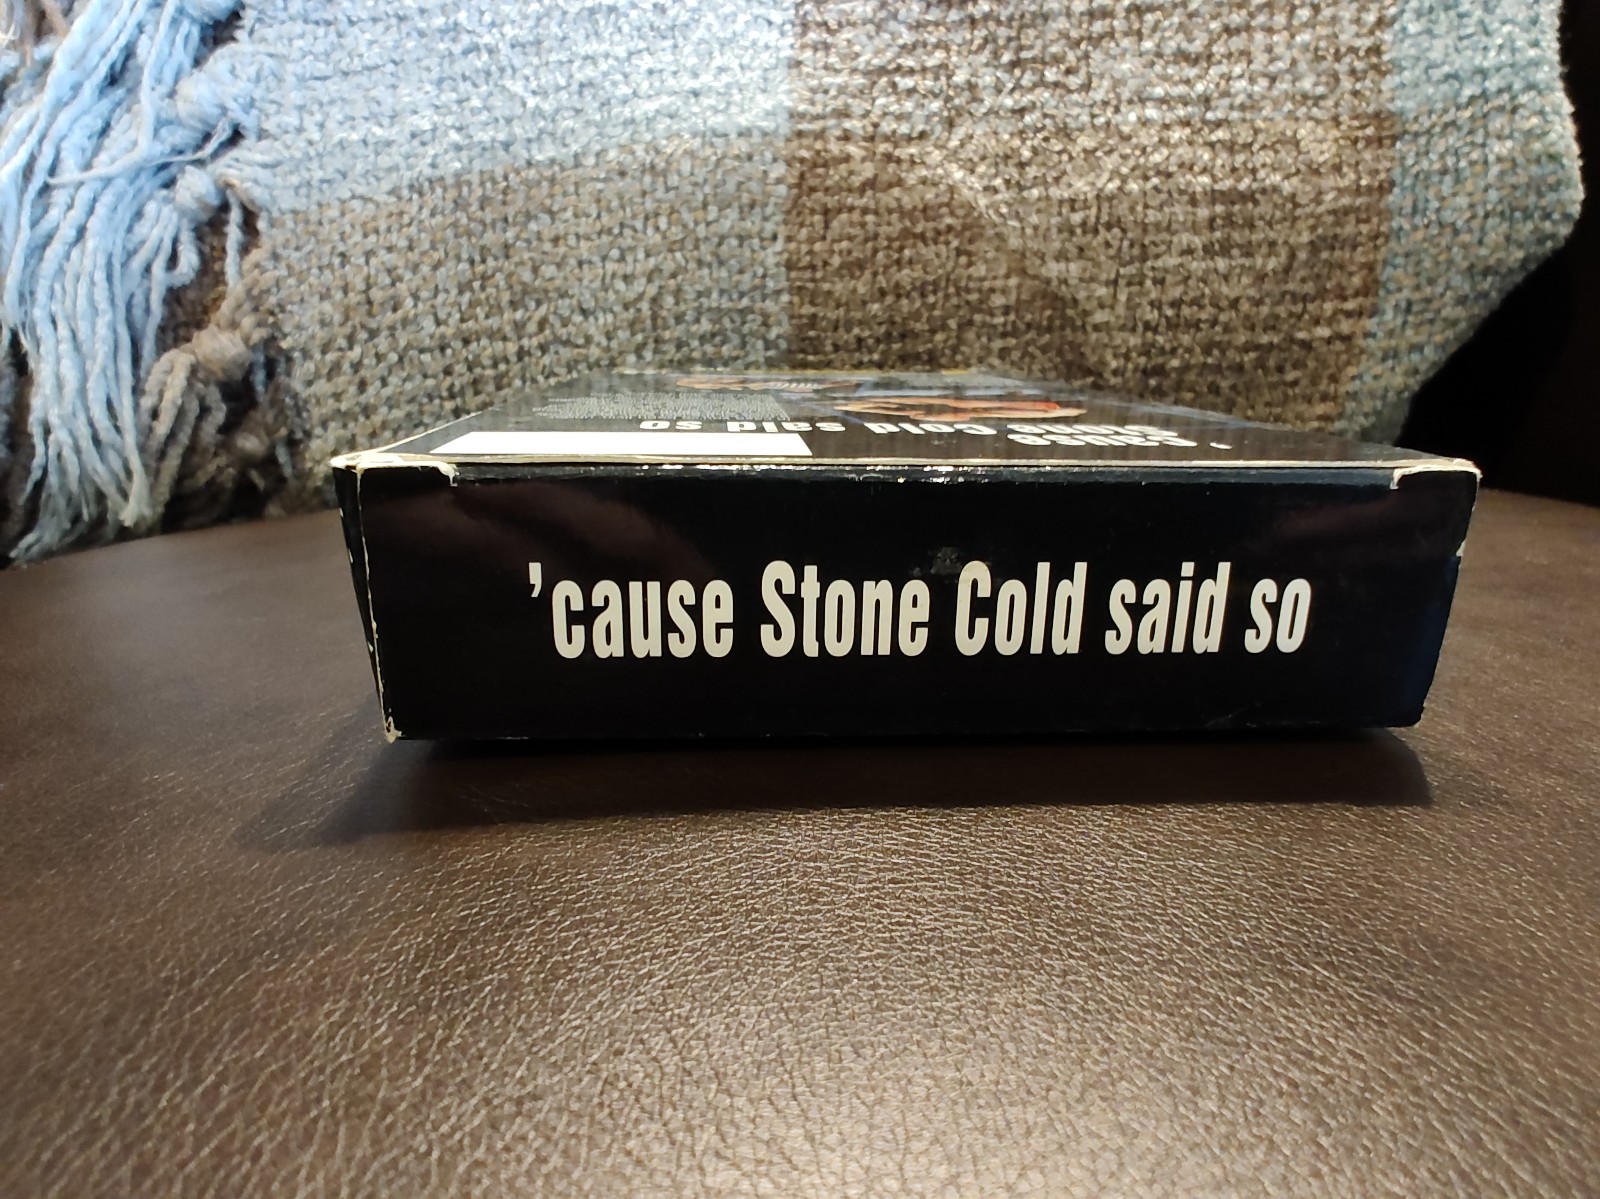 'cause
Stone Cold said so
'cause Stone Cold said so